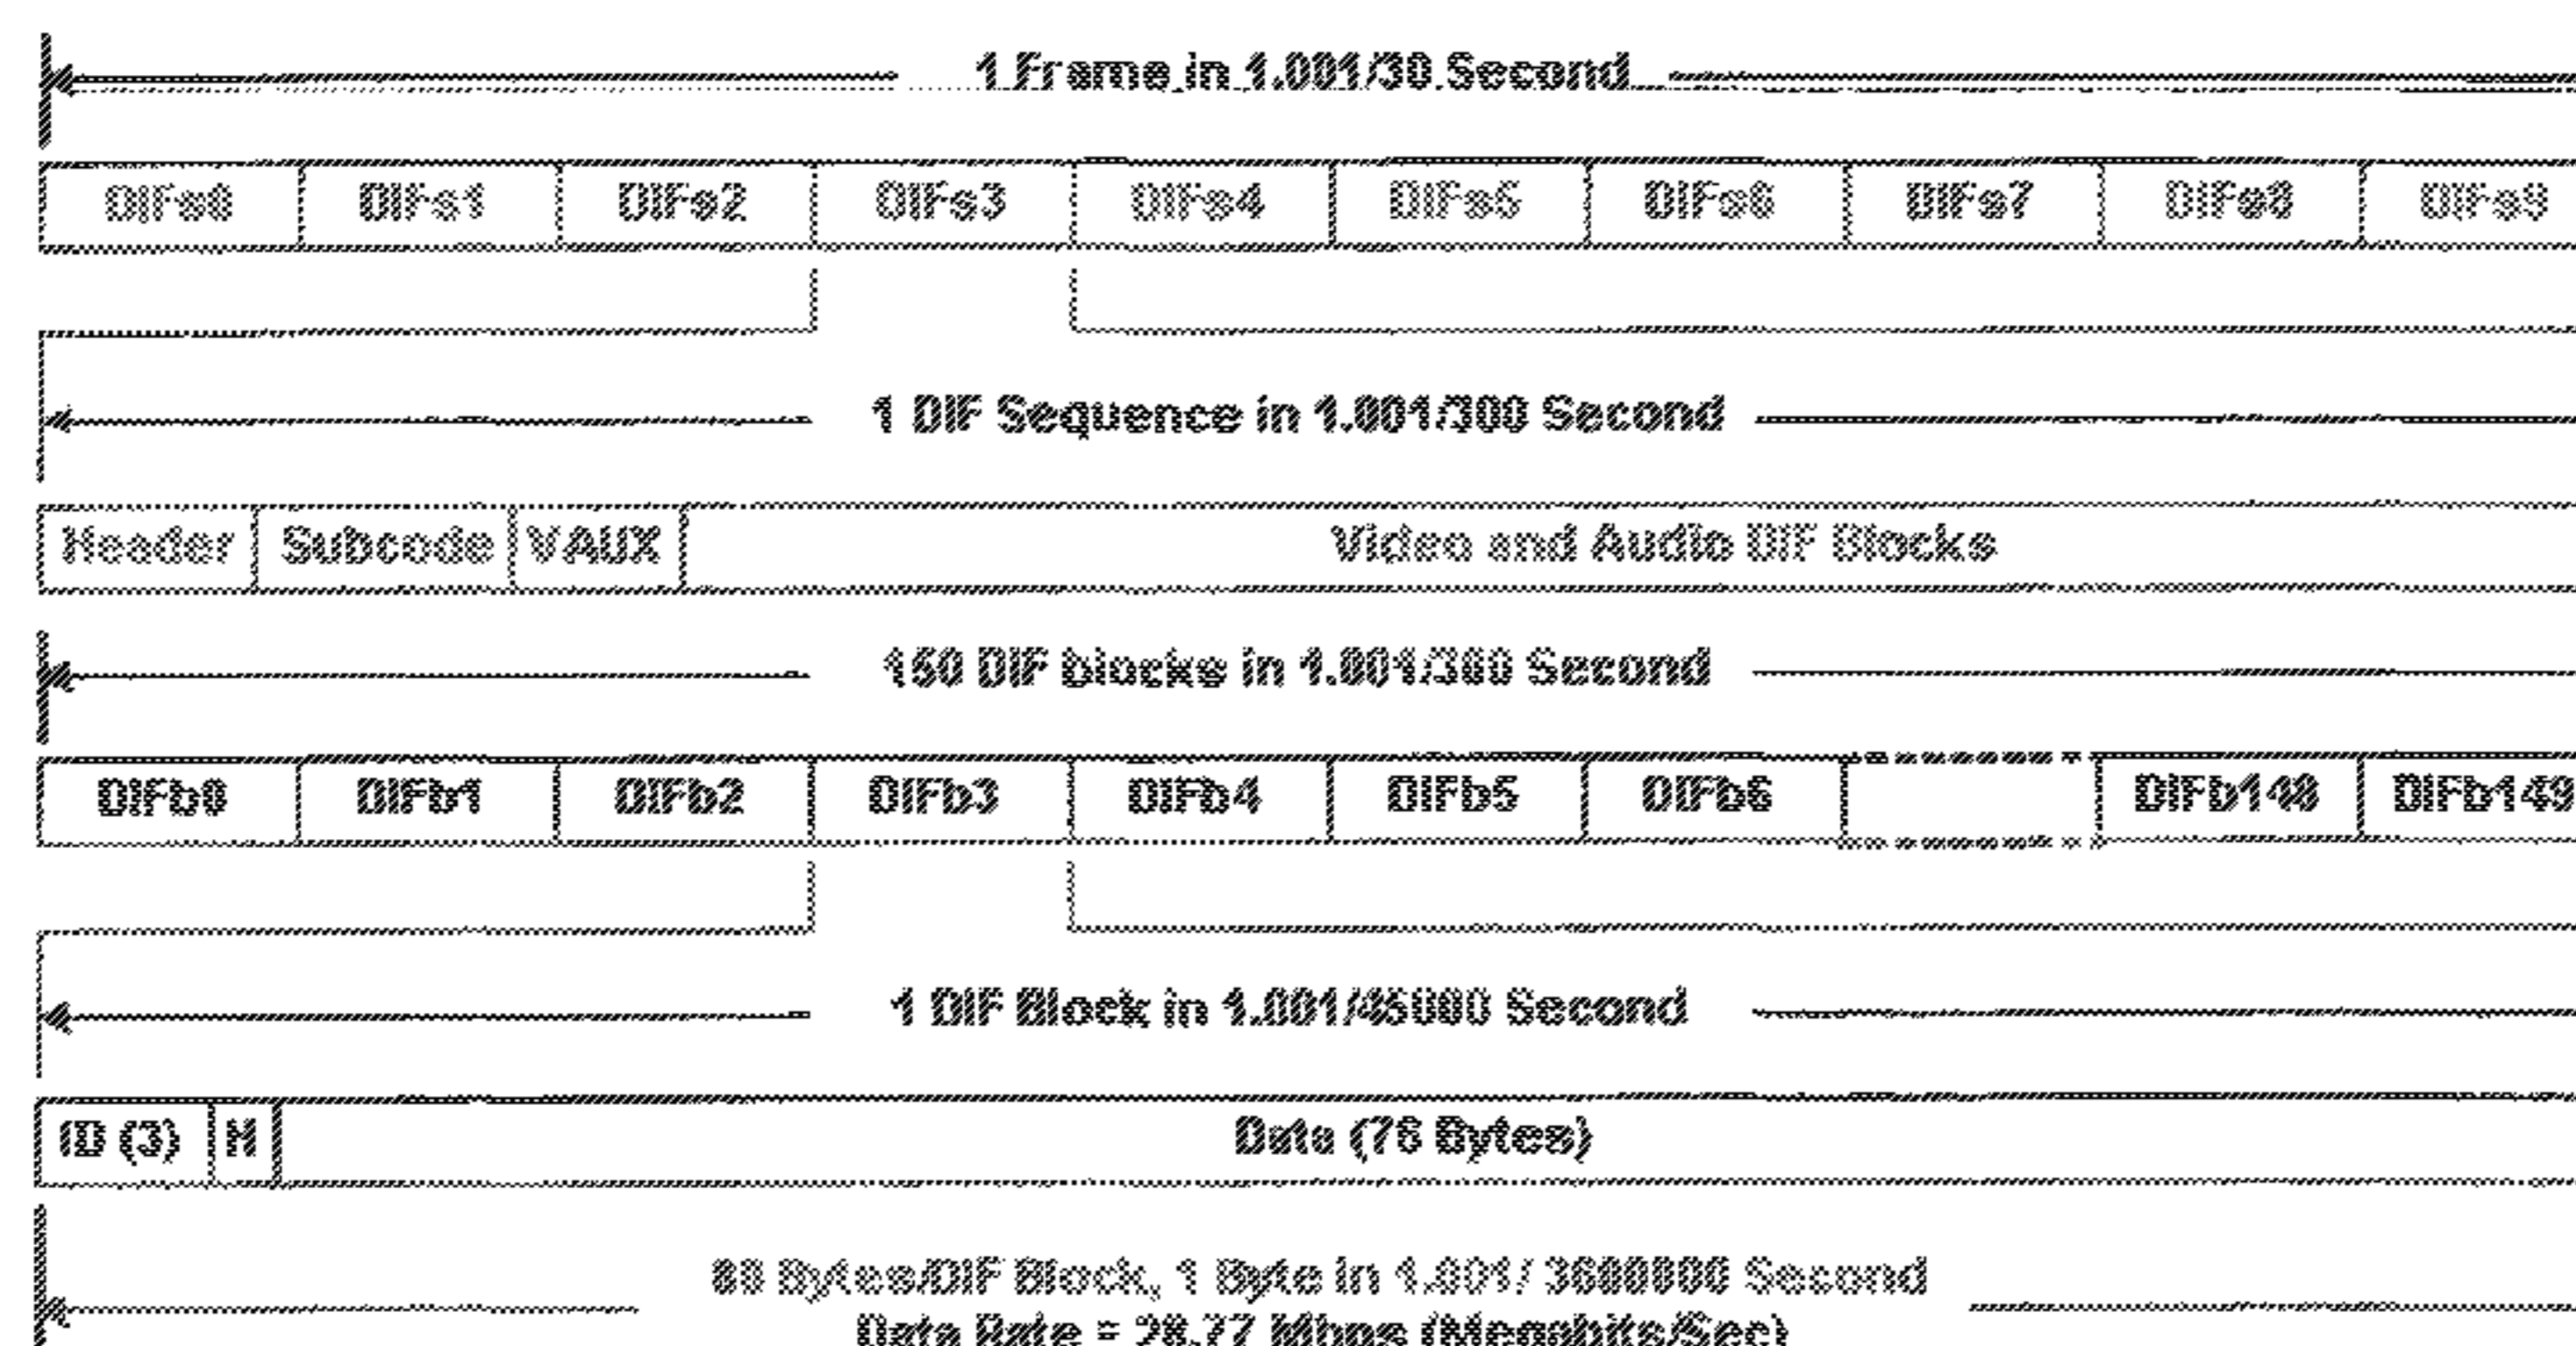 1 Frame in 1.001/30 Second
DIFs0 DIFs1 DIFs2 DIFs3 DIFs4 DIFs5 DIFs6 DIFs7 DIFs8 DIFs9
1 DIF Sequence in 1.001/300 Second
Header Subcode VAUX Video and Audio DIF Blocks
150 DIF blocks in 1.001/300 Second
DIFb0 DIFb1 DIFb2 DIFb3 DIFb4 DIFb5 DIFb6 DIFb148 DIFb149
1 DIF Block in 1.001/45000 Second
ID (3) H Data (76 Bytes)
80 Bytes/DIF Block, 1 Byte in 1.001/ 3600000 Second
Data Rate = 28.77 Mbps (Megabits/Sec)